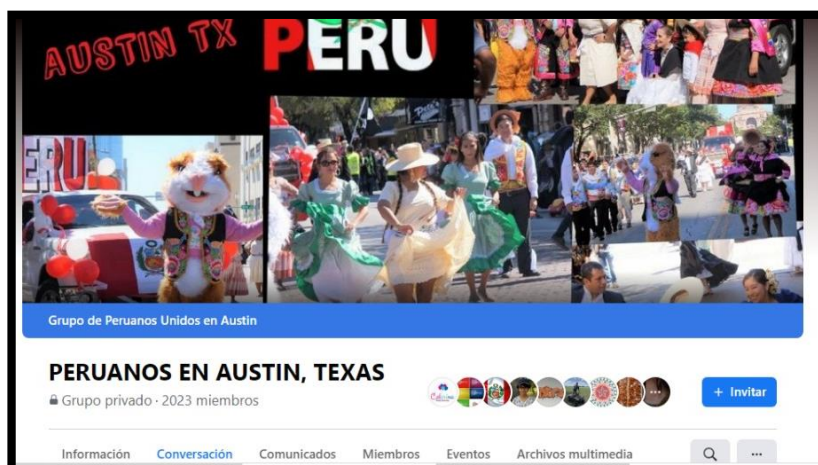 AUSTIN TX
PERU
ERU
Grupo de Peruanos Unidos en Austin
PERUANOS EN AUSTIN, TEXAS
Grupo privado · 2023 miembros
+ Invitar
Información Conversación Comunicados Miembros Eventos Archivos multimedia